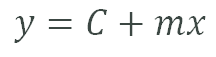 y = C + mx